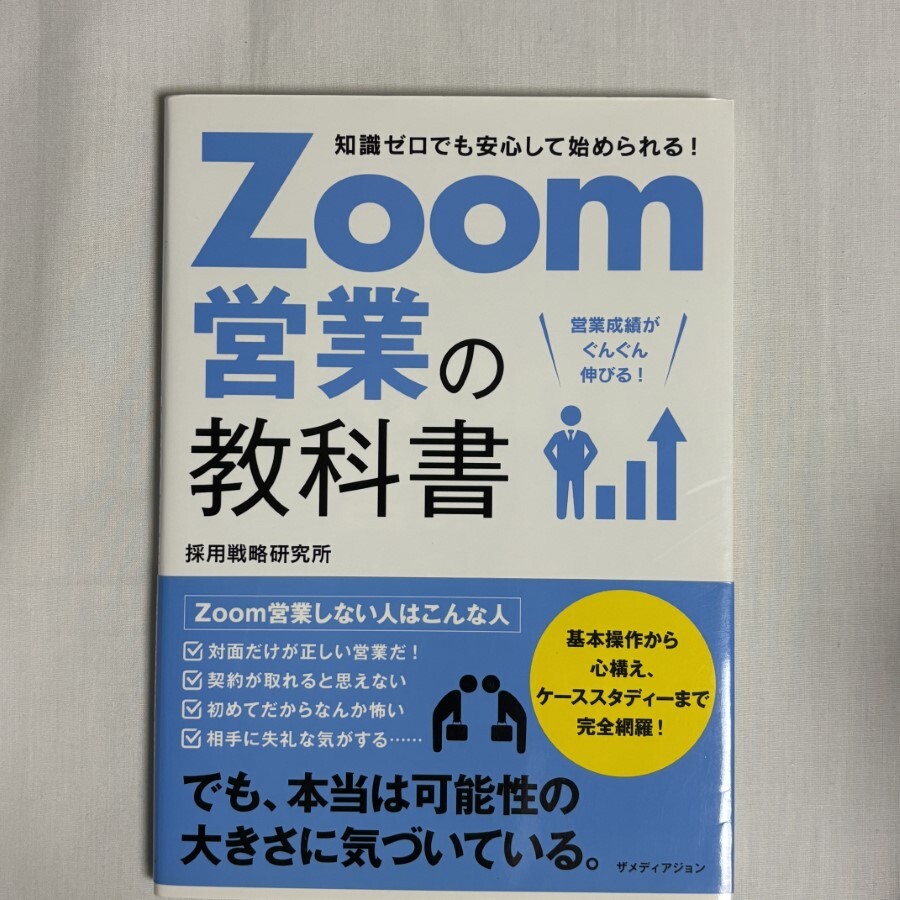 知識ゼロでも安心して始められる！
Zoom
営業の
教科書
営業成績が
ぐんぐん
伸びる！
採用戦略研究所
Zoom営業しない人はこんな人
対面だけが正しい営業だ！
契約が取れると思えない
初めてだからなんか怖い
相手に失礼な気がする……
基本操作から
心構え、
ケーススタディーまで
完全網羅！
でも、本当は可能性の
大きさに気づいている。
ザメディアジョン